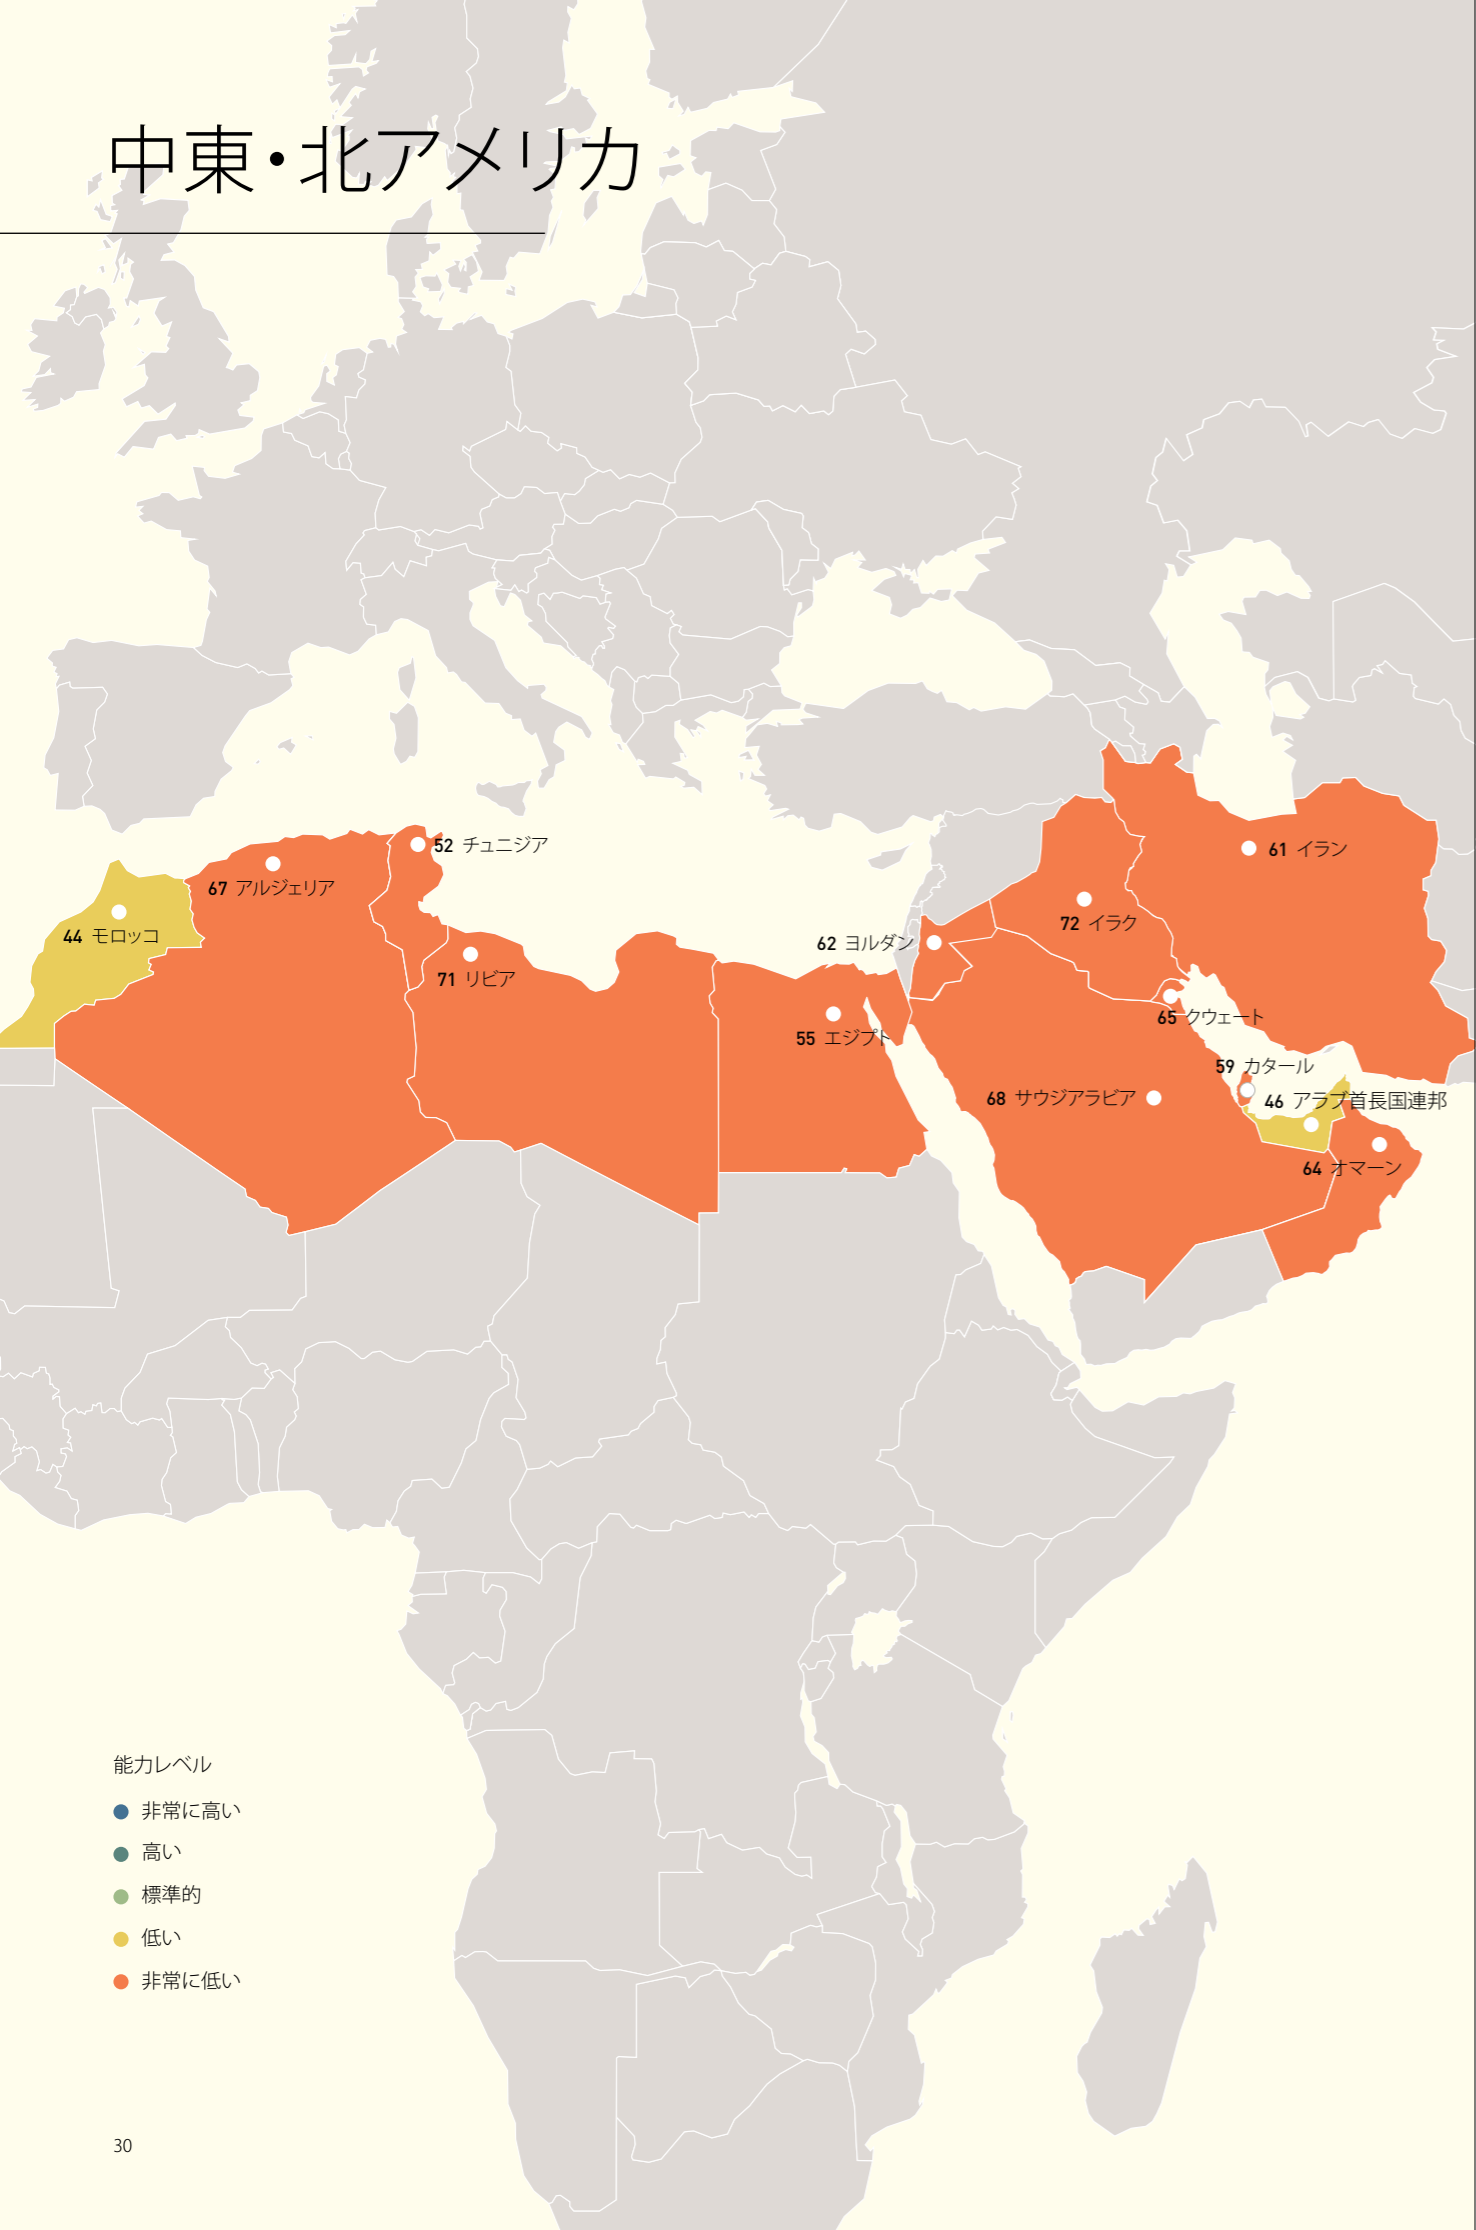 中東・北アメリカ
52 チュニジア
61 イラン
67 アルジェリア
72 イラク
44 モロッコ
62 ヨルダン
71 リビア
65 クウェート
55 エジプト
59 カタール
68 サウジアラビア
46 アラブ首長国連邦
64 オマーン
能力レベル
非常に高い
高い
標準的
低い
非常に低い
30